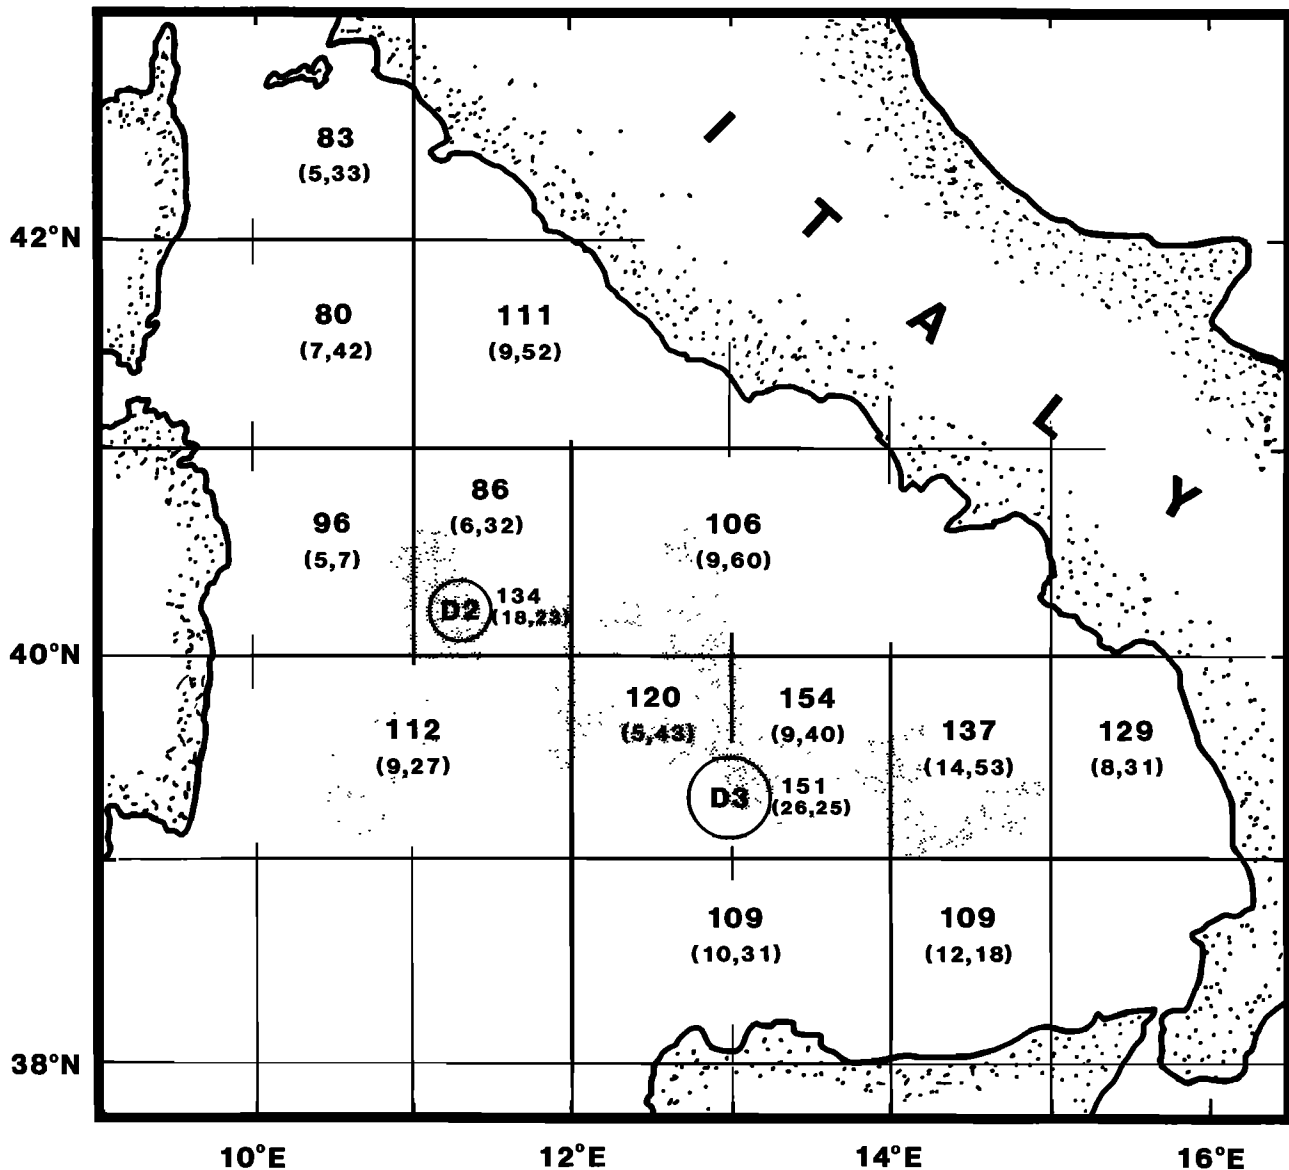 I
T
A
L
Y
83
(5,33)
42°N
80
(7,42)
111
(9,52)
86
(6,32)
96
(5,7)
106
(9,60)
D2
134
(18,23)
40°N
112
(9,27)
120
(5,43)
154
(9,40)
137
(14,53)
129
(8,31)
D3
151
(26,25)
109
(10,31)
109
(12,18)
38°N
10°E
12°E
14°E
16°E